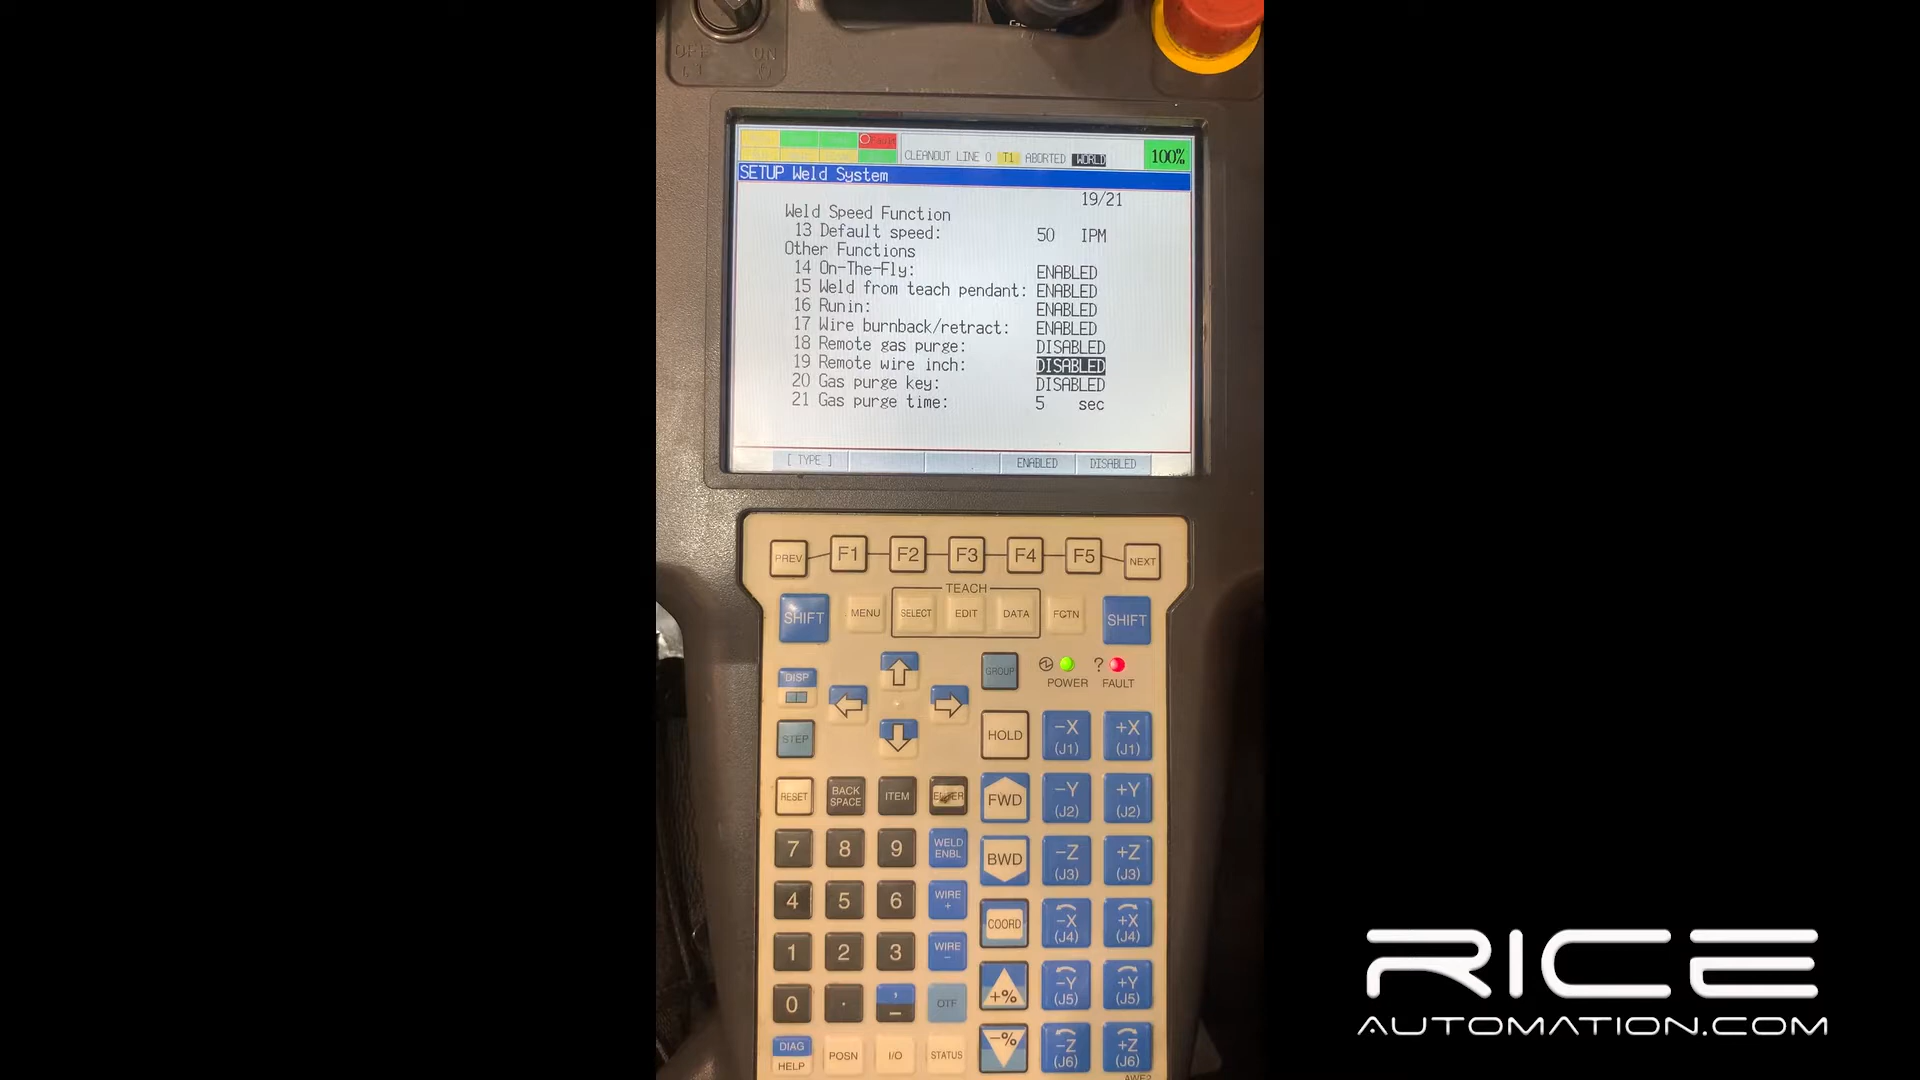 OFF ON
Fault
CLEANOUT LINE 0 T1 ABORTED WORLD 100%
SETUP Weld System
19/21
Weld Speed Function
13 Default speed: 50 IPM
Other Functions
14 On-The-Fly: ENABLED
15 Weld from teach pendant: ENABLED
16 Runin: ENABLED
17 Wire burnback/retract: ENABLED
18 Remote gas purge: DISABLED
19 Remote wire inch: DISABLED
20 Gas purge key: DISABLED
21 Gas purge time: 5 sec
[ TYPE ] ENABLED DISABLED
PREV F1 F2 F3 F4 F5 NEXT
TEACH
SHIFT MENU SELECT EDIT DATA FCTN SHIFT
DISP GROUP ? POWER FAULT
STEP HOLD -X (J1) +X (J1)
RESET BACK SPACE ITEM ENTER FWD -Y (J2) +Y (J2)
7 8 9 WELD ENBL BWD -Z (J3) +Z (J3)
4 5 6 WIRE + COORD -X (J4) +X (J4)
1 2 3 WIRE - +% -Y (J5) +Y (J5)
0 . , _ OTF -% -Z (J6) +Z (J6)
DIAG HELP POSN I/O STATUS
RICE
AUTOMATION.COM